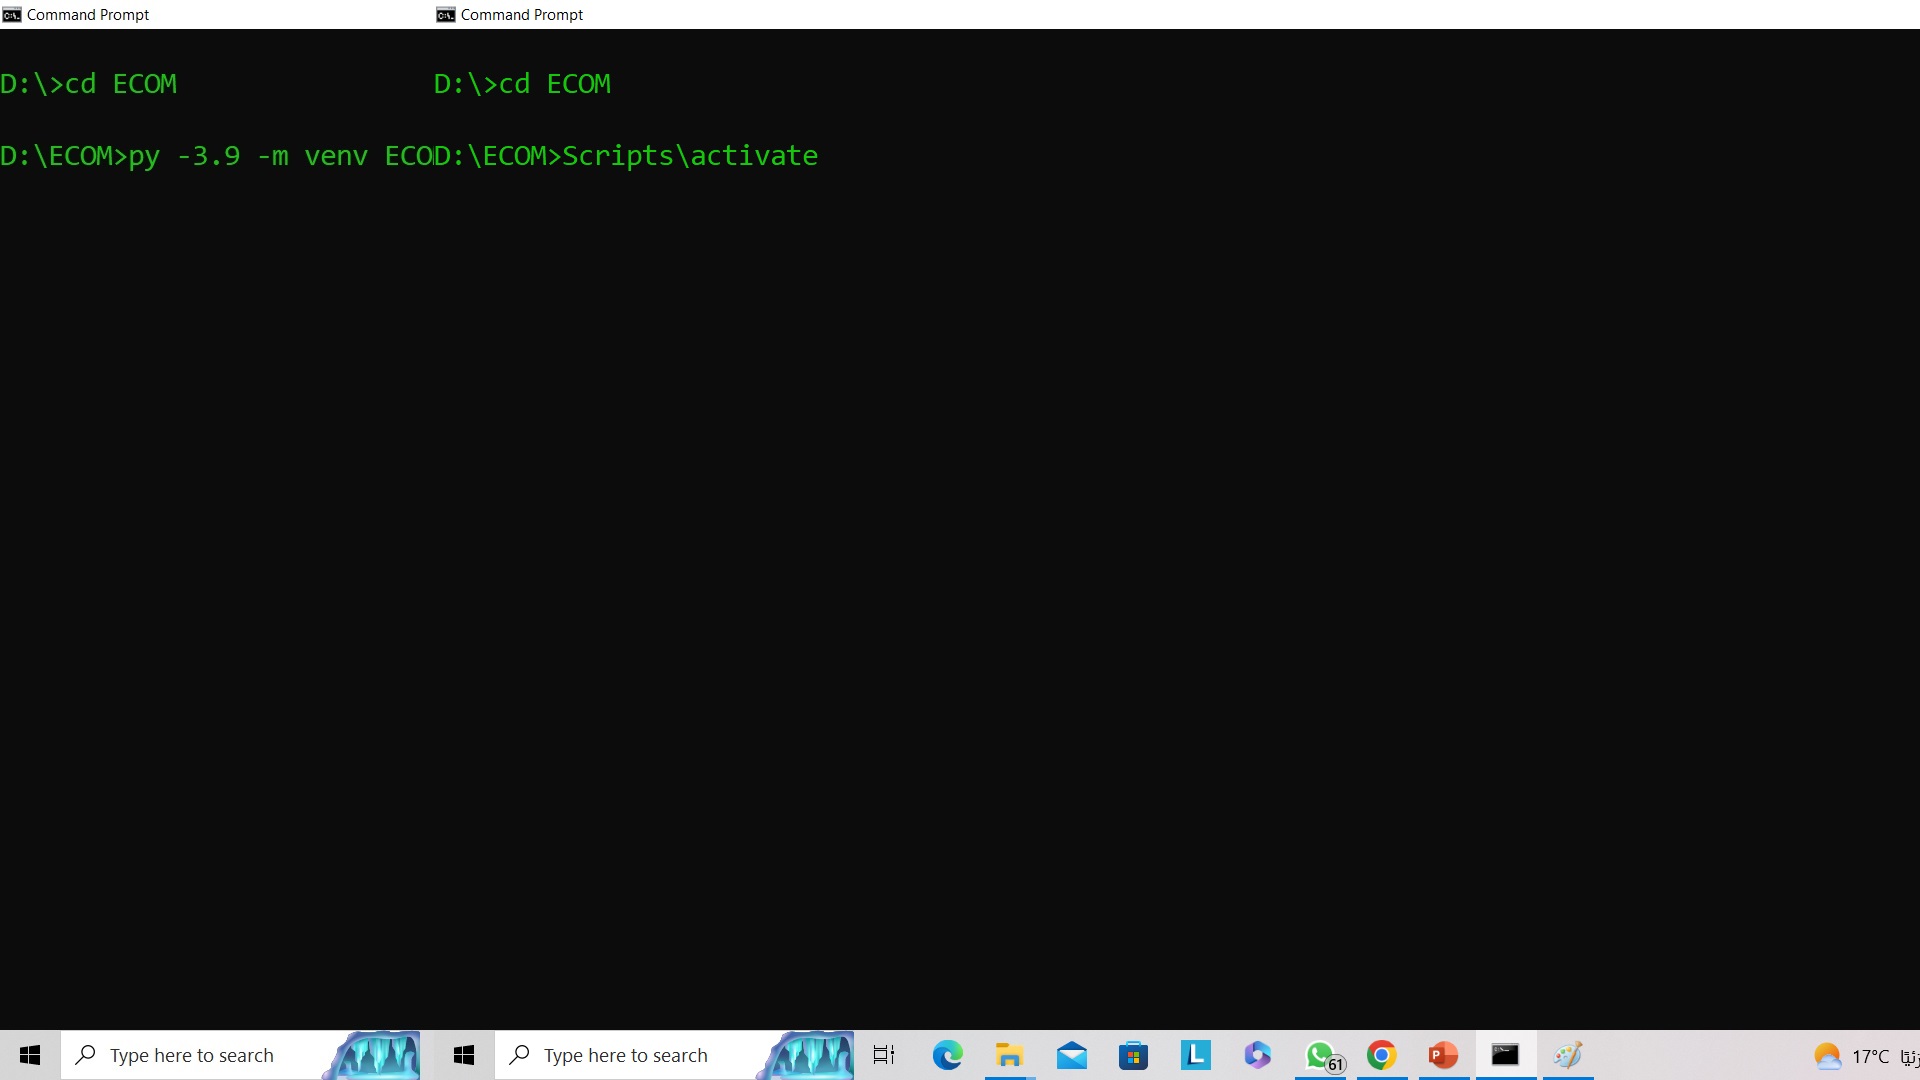 Command Prompt
Command Prompt
D:\>cd ECOM
D:\>cd ECOM
D:\ECOM>py -3.9 -m venv ECO
D:\ECOM>Scripts\activate
Type here to search
Type here to search
L
61
P
17°C